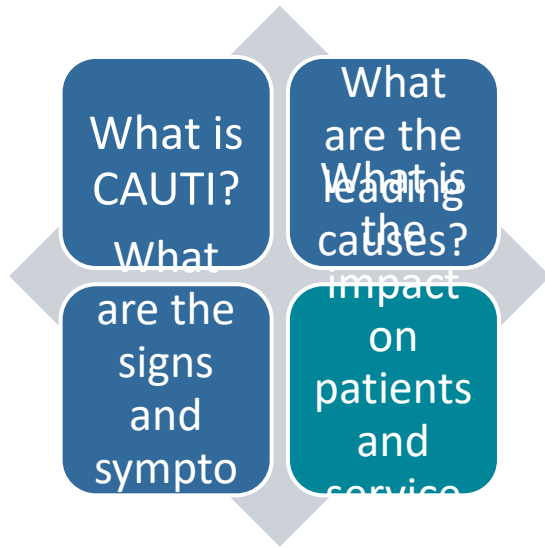 What is
CAUTI?
What
are the
leading
causes?
What
are the
signs
and
sympto
What is
the
impact
on
patients
and
service